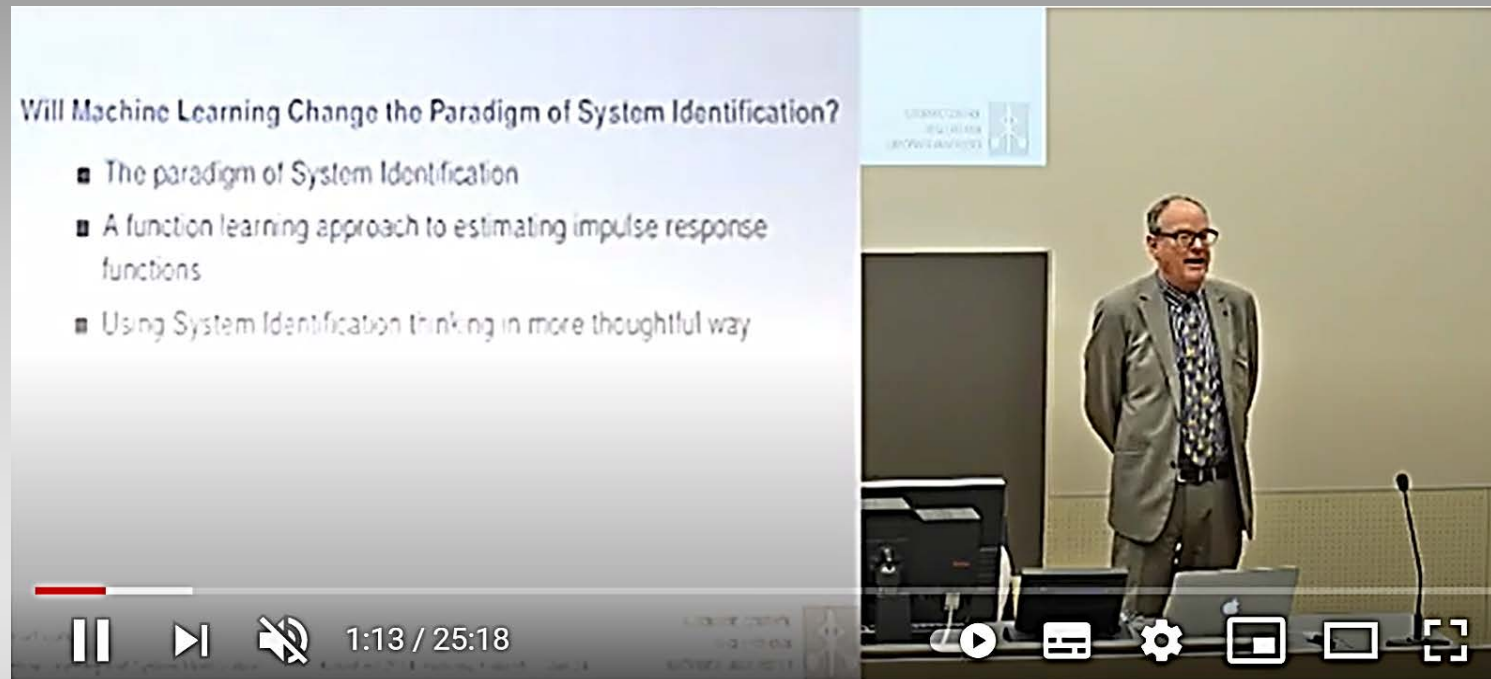 Will Machine Learning Change the Paradigm of System Identification?
The paradigm of System Identification
A function learning approach to estimating impulse response
functions
Using System Identification thinking in more thoughtful way
1:13 / 25:18